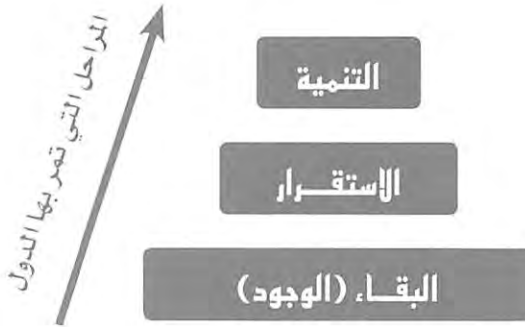 المراحل التي تمر بها الدول
التنمية
الاستقــرار
البقــاء (الوجود)